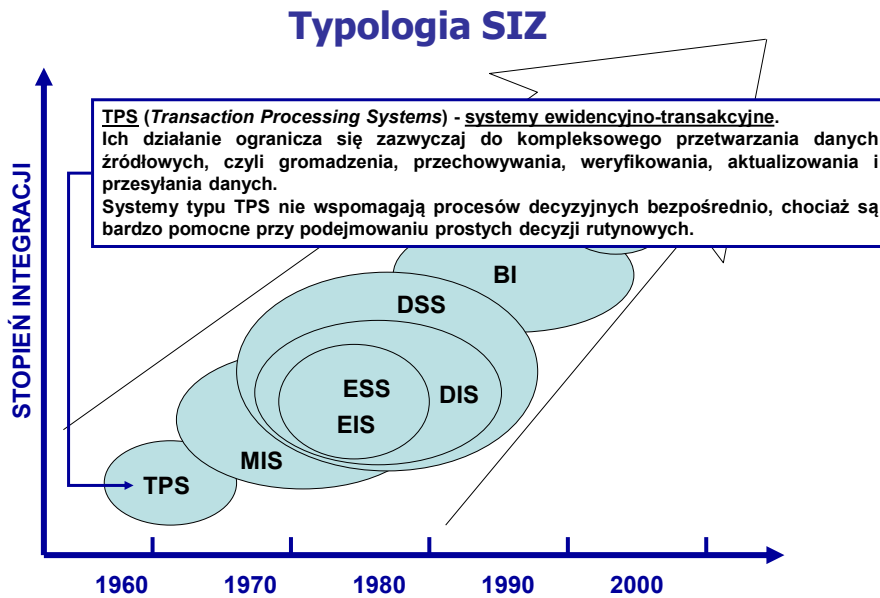 Typologia SIZ
TPS (Transaction Processing Systems) - systemy ewidencyjno-transakcyjne.
Ich działanie ogranicza się zazwyczaj do kompleksowego przetwarzania danych
źródłowych, czyli gromadzenia, przechowywania, weryfikowania, aktualizowania i
przesyłania danych.
Systemy typu TPS nie wspomagają procesów decyzyjnych bezpośrednio, chociaż są
bardzo pomocne przy podejmowaniu prostych decyzji rutynowych.
STOPIEŃ INTEGRACJI
BI
DSS
ESS
DIS
EIS
MIS
TPS
1960 1970 1980 1990 2000